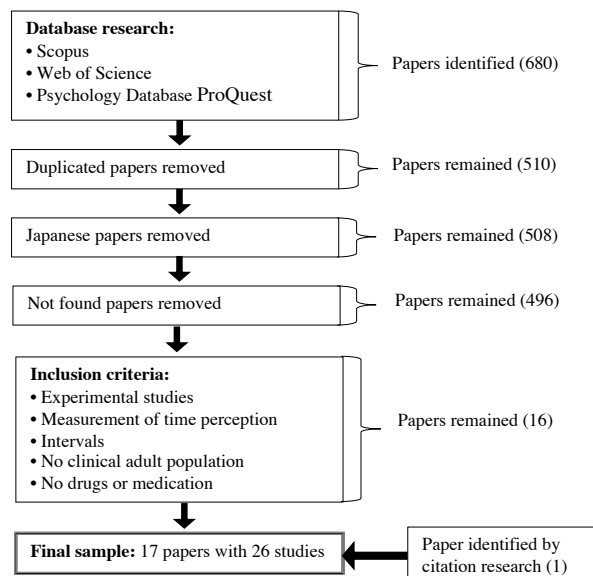 Database research:
• Scopus
• Web of Science
• Psychology Database ProQuest
Papers identified (680)
Duplicated papers removed
Papers remained (510)
Japanese papers removed
Papers remained (508)
Not found papers removed
Papers remained (496)
Inclusion criteria:
• Experimental studies
• Measurement of time perception
• Intervals
• No clinical adult population
• No drugs or medication
Papers remained (16)
Final sample: 17 papers with 26 studies
Paper identified by
citation research (1)